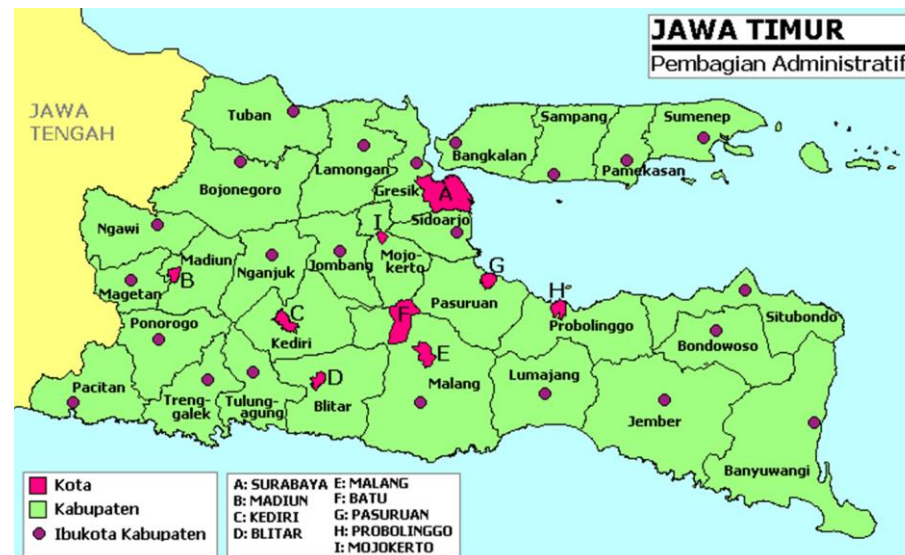 JAWA TIMUR
Pembagian Administratif
JAWA
TENGAH
Tuban
Lamongan
Bojonegoro
Gresik
A
Bangkalan
Sampang
Pamekasan
Sumenep
Sidoarjo
I
Ngawi
Madiun
B
Magetan
Nganjuk
Jombang
Mojo-
kerto
G
Pasuruan
H
Probolinggo
Situbondo
Bondowoso
Ponorogo
C
Kediri
F
E
Malang
D
Blitar
Pacitan
Treng-
galek
Tulung-
agung
Lumajang
Jember
Banyuwangi
Kota
Kabupaten
Ibukota Kabupaten
A: SURABAYA
B: MADIUN
C: KEDIRI
D: BLITAR
E: MALANG
F: BATU
G: PASURUAN
H: PROBOLINGGO
I: MOJOKERTO